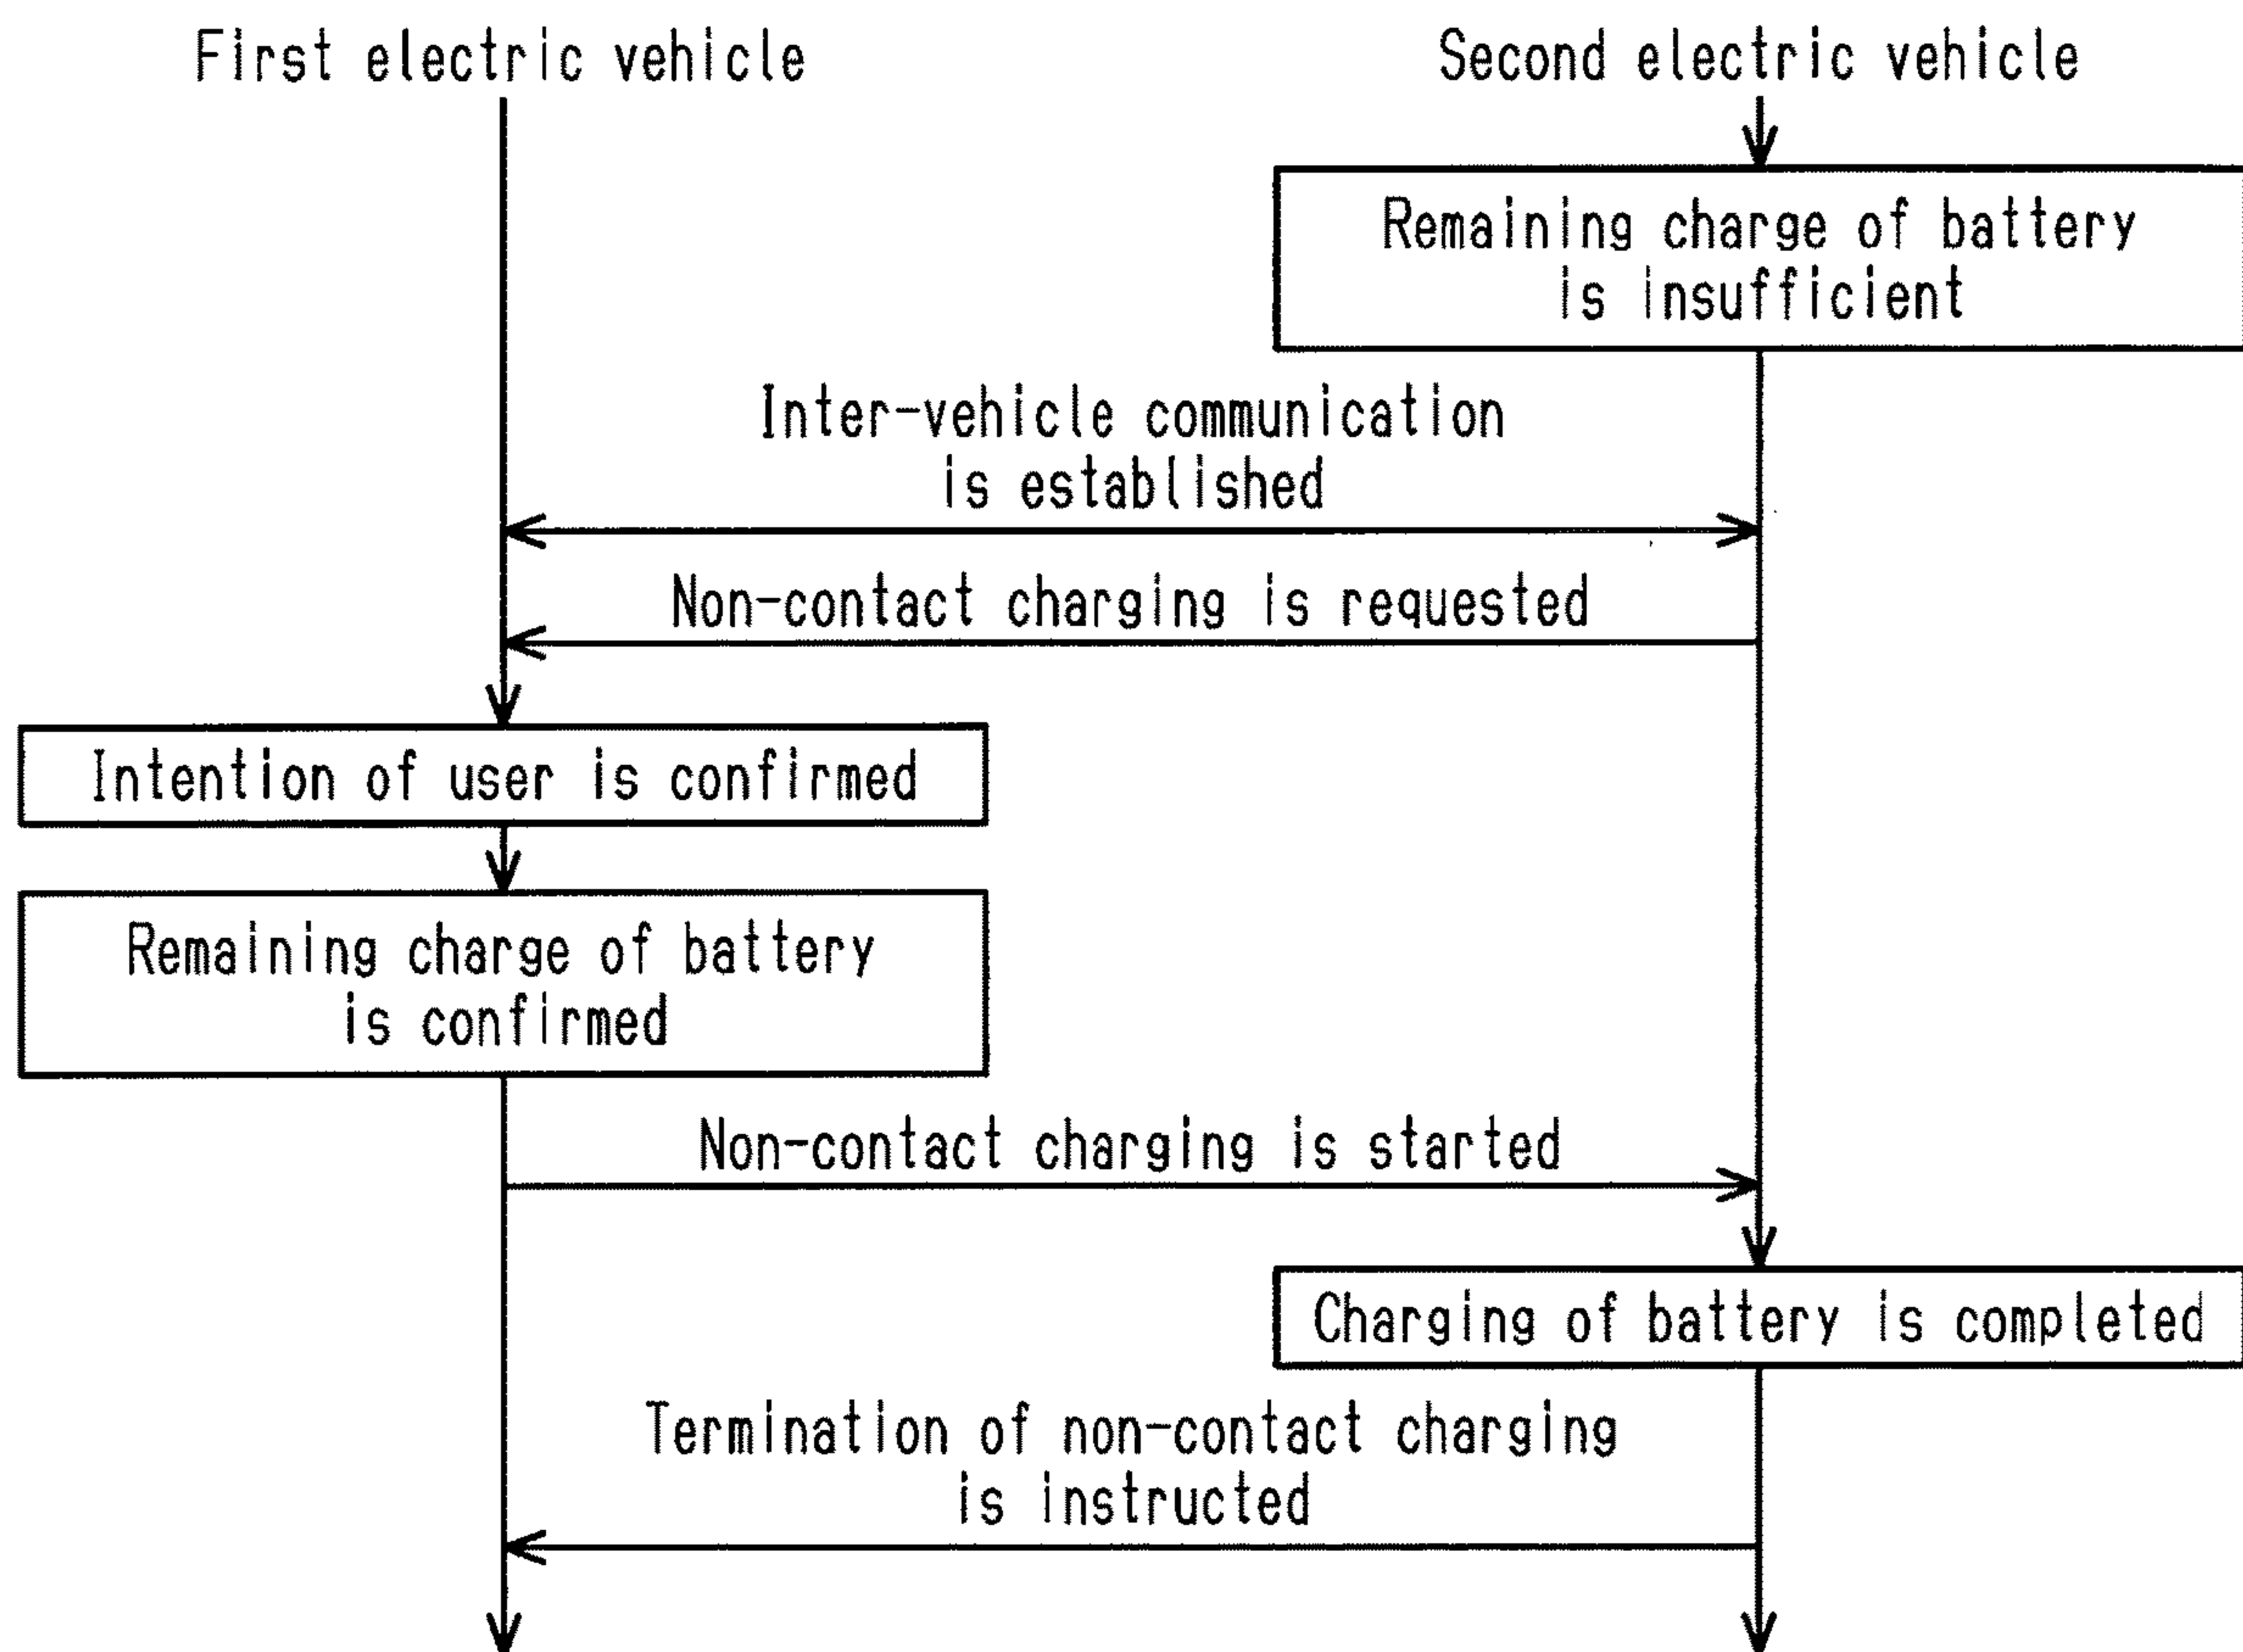 First electric vehicle
Second electric vehicle
Remaining charge of battery
is insufficient
Inter-vehicle communication
is established
Non-contact charging is requested
Intention of user is confirmed
Remaining charge of battery
is confirmed
Non-contact charging is started
Charging of battery is completed
Termination of non-contact charging
is instructed